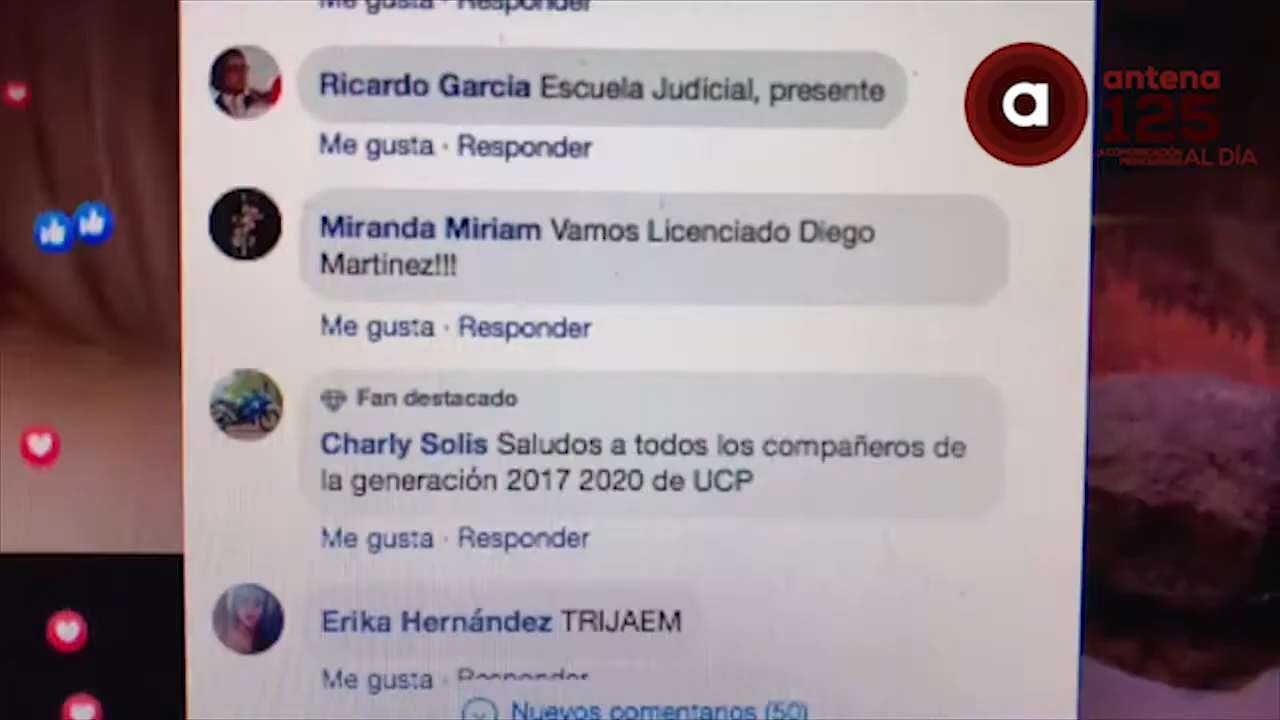 Me gusta · Responder
Ricardo Garcia Escuela Judicial, presente
Me gusta · Responder
Miranda Miriam Vamos Licenciado Diego
Martinez!!!
Me gusta · Responder
Fan destacado
Charly Solis Saludos a todos los compañeros de
la generación 2017 2020 de UCP
Me gusta · Responder
Erika Hernández TRIJAEM
Me gusta · Responder
Nuevos comentarios (50)
a
antena
125
AL DÍA